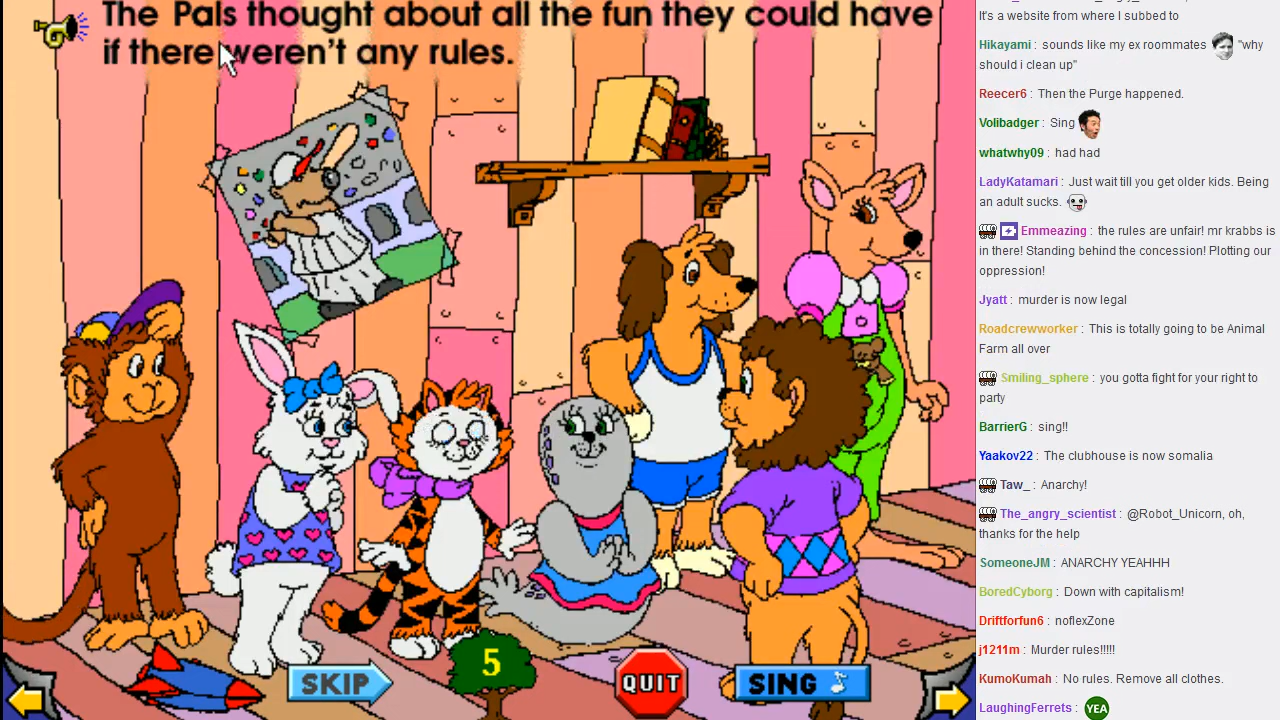 The Pals thought about all the fun they could have
if there weren't any rules.
5
SKIP
QUIT
SING
It's a website from where I subbed to
Hikayami : sounds like my ex roommates "why
should i clean up"
Reecer6 : Then the Purge happened.
Volibadger : Sing
whatwhy09 : had had
LadyKatamari : Just wait till you get older kids. Being
an adult sucks.
Emmeazing : the rules are unfair! mr krabbs is
in there! Standing behind the concession! Plotting our
oppression!
Jyatt : murder is now legal
Roadcrewworker : This is totally going to be Animal
Farm all over
Smiling_sphere : you gotta fight for your right to
party
BarrierG : sing!!
Yaakov22 : The clubhouse is now somalia
Taw_ : Anarchy!
The_angry_scientist : @Robot_Unicorn, oh,
thanks for the help
SomeoneJM : ANARCHY YEAHHH
BoredCyborg : Down with capitalism!
Driftforfun6 : noflexZone
j1211m : Murder rules!!!!!
KumoKumah : No rules. Remove all clothes.
LaughingFerrets : YEA